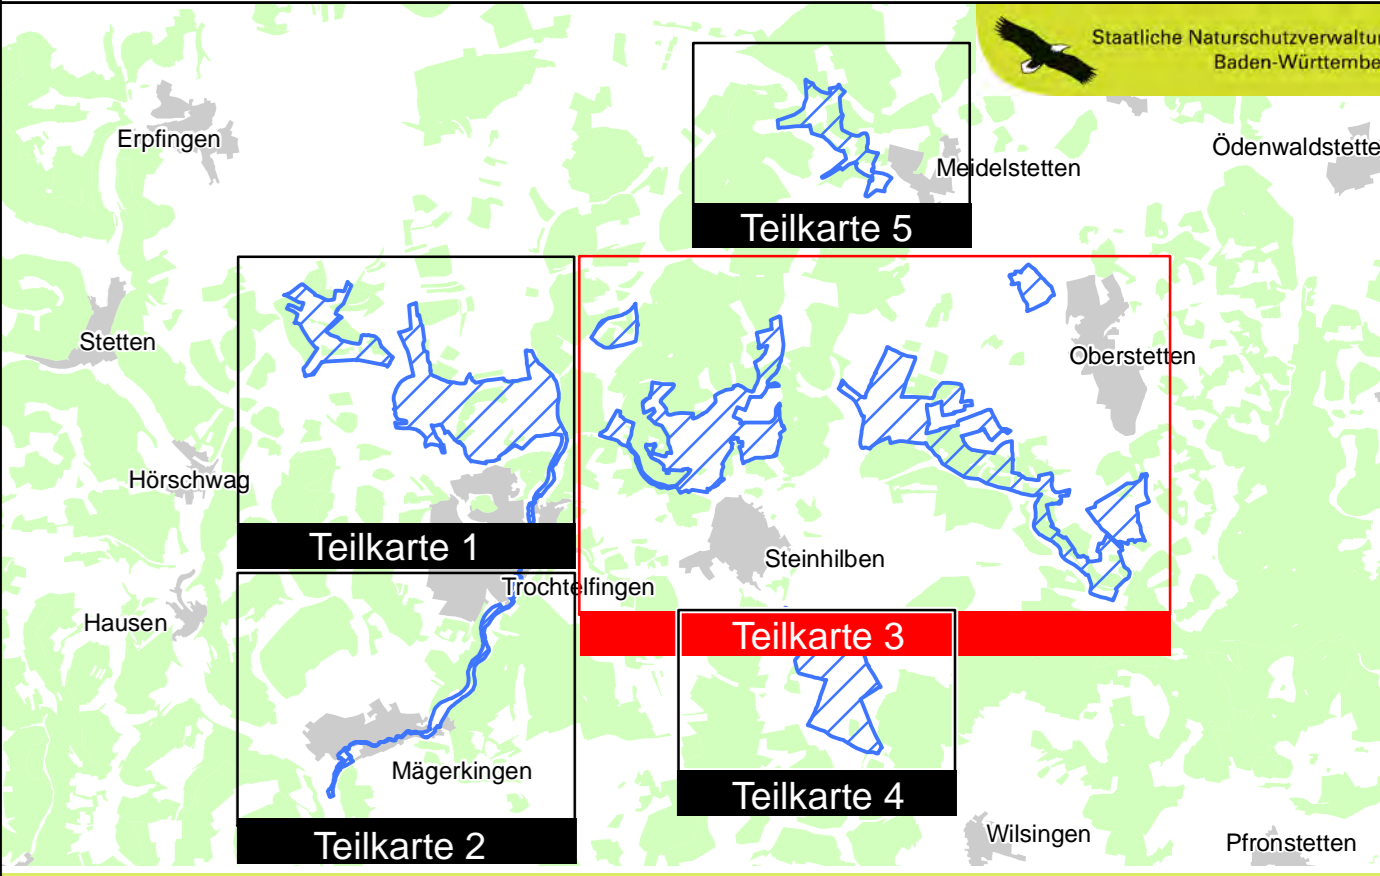 Staatliche Naturschutzverwaltun
Baden-Württembe
Erpfingen
Ödenwaldstette
Meidelstetten
Teilkarte 5
Stetten
Oberstetten
Hörschwag
Teilkarte 1
Steinhilben
Trochtelfingen
Hausen
Teilkarte 3
Mägerkingen
Teilkarte 4
Wilsingen
Pfronstetten
Teilkarte 2